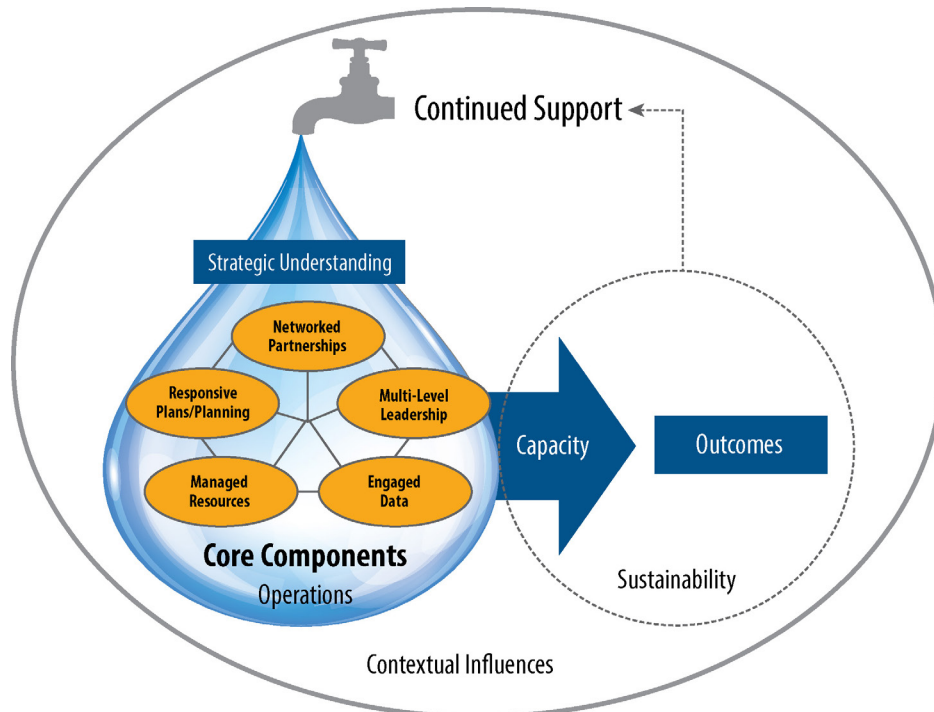 Continued Support
Strategic Understanding
Networked
Partnerships
Responsive
Plans/Planning
Multi-Level
Leadership
Managed
Resources
Engaged
Data
Core Components
Operations
Capacity
Outcomes
Sustainability
Contextual Influences